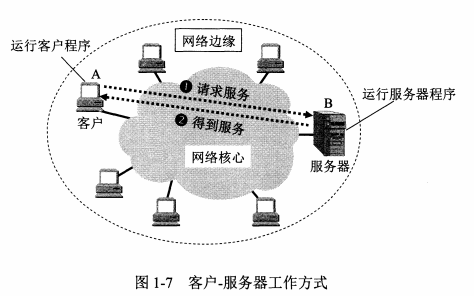 网络边缘
运行客户程序
A
❶ 请求服务
B
运行服务器程序
客户
❷ 得到服务
网络核心
服务器
图 1-7 客户-服务器工作方式